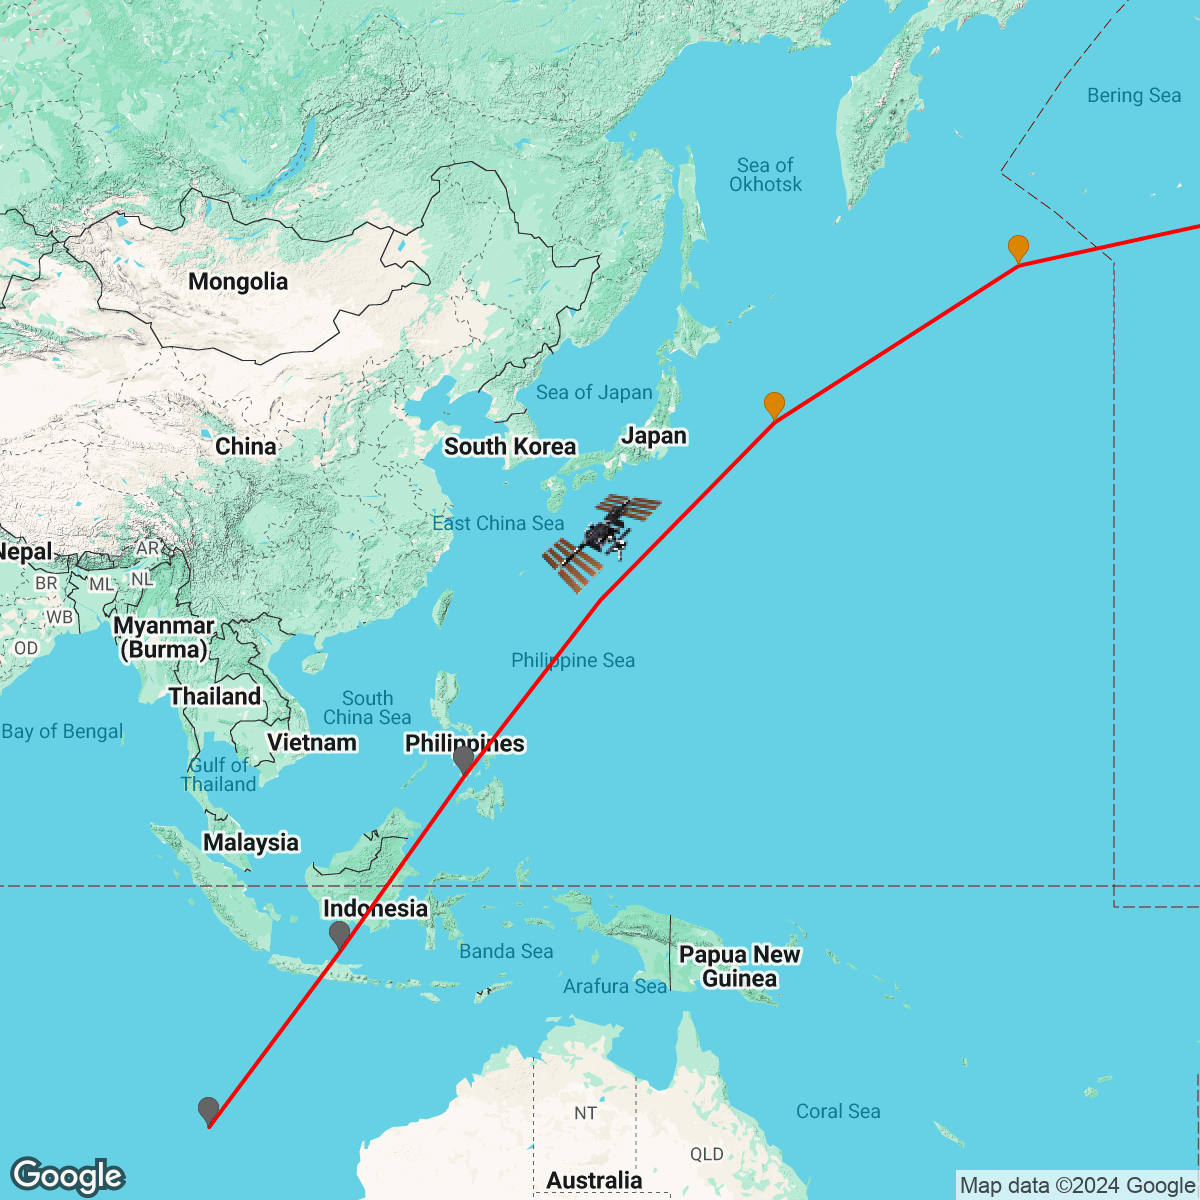 Bering Sea
Sea of
Okhotsk
Mongolia
Sea of Japan
Japan
South Korea
China
East China Sea
Nepal
AR
BR
ML
NL
WB
Myanmar
(Burma)
OD
Philippine Sea
Thailand
South
China Sea
Bay of Bengal
Vietnam
Philippines
Gulf of
Thailand
Malaysia
Indonesia
Banda Sea
Papua New
Guinea
Arafura Sea
NT
Coral Sea
QLD
Australia
Google
Map data ©2024 Google